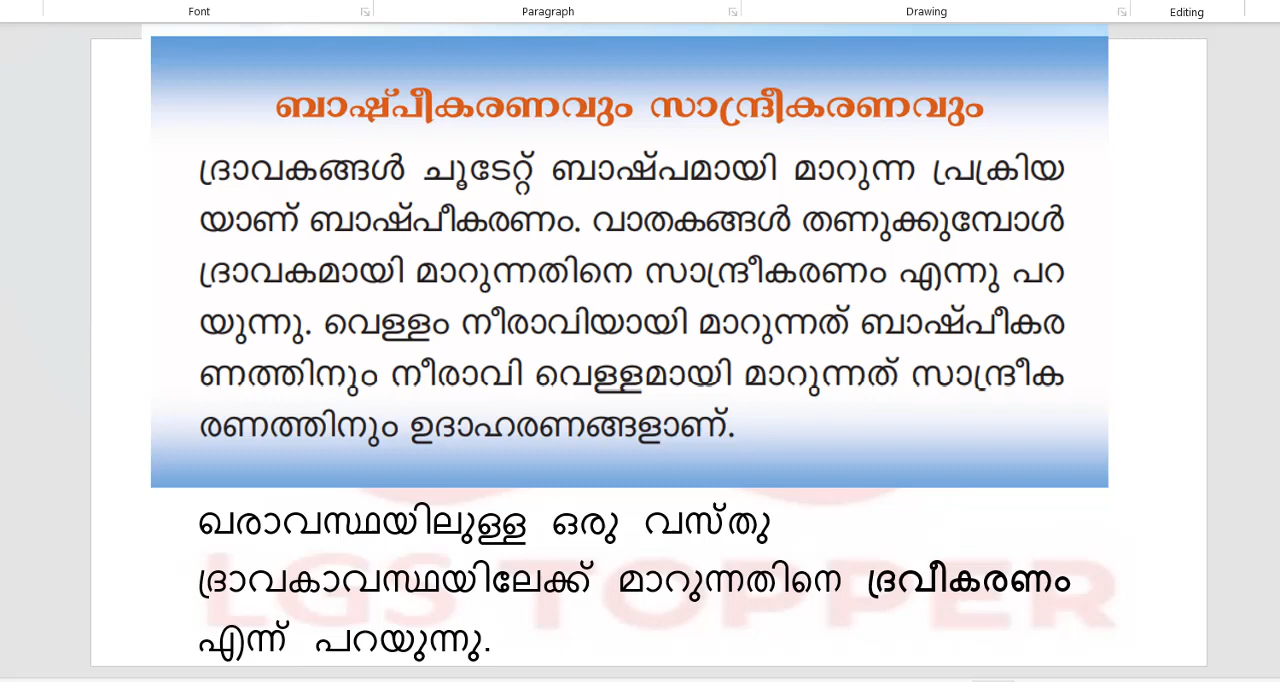 Font Paragraph Drawing Editing
ബാഷ്പീകരണവും സാന്ദ്രീകരണവും
ദ്രാവകങ്ങൾ ചൂടേറ്റ് ബാഷ്പമായി മാറുന്ന പ്രക്രിയ
യാണ് ബാഷ്പീകരണം. വാതകങ്ങൾ തണുക്കുമ്പോൾ
ദ്രാവകമായി മാറുന്നതിനെ സാന്ദ്രീകരണം എന്നു പറ
യുന്നു. വെള്ളം നീരാവിയായി മാറുന്നത് ബാഷ്പീകര
ണത്തിനും നീരാവി വെള്ളമായി മാറുന്നത് സാന്ദ്രീക
രണത്തിനും ഉദാഹരണങ്ങളാണ്.
ഖരാവസ്ഥയിലുള്ള ഒരു വസ്തു
ദ്രാവകാവസ്ഥയിലേക്ക് മാറുന്നതിനെ ദ്രവീകരണം
എന്ന് പറയുന്നു.
LGS TOPPER